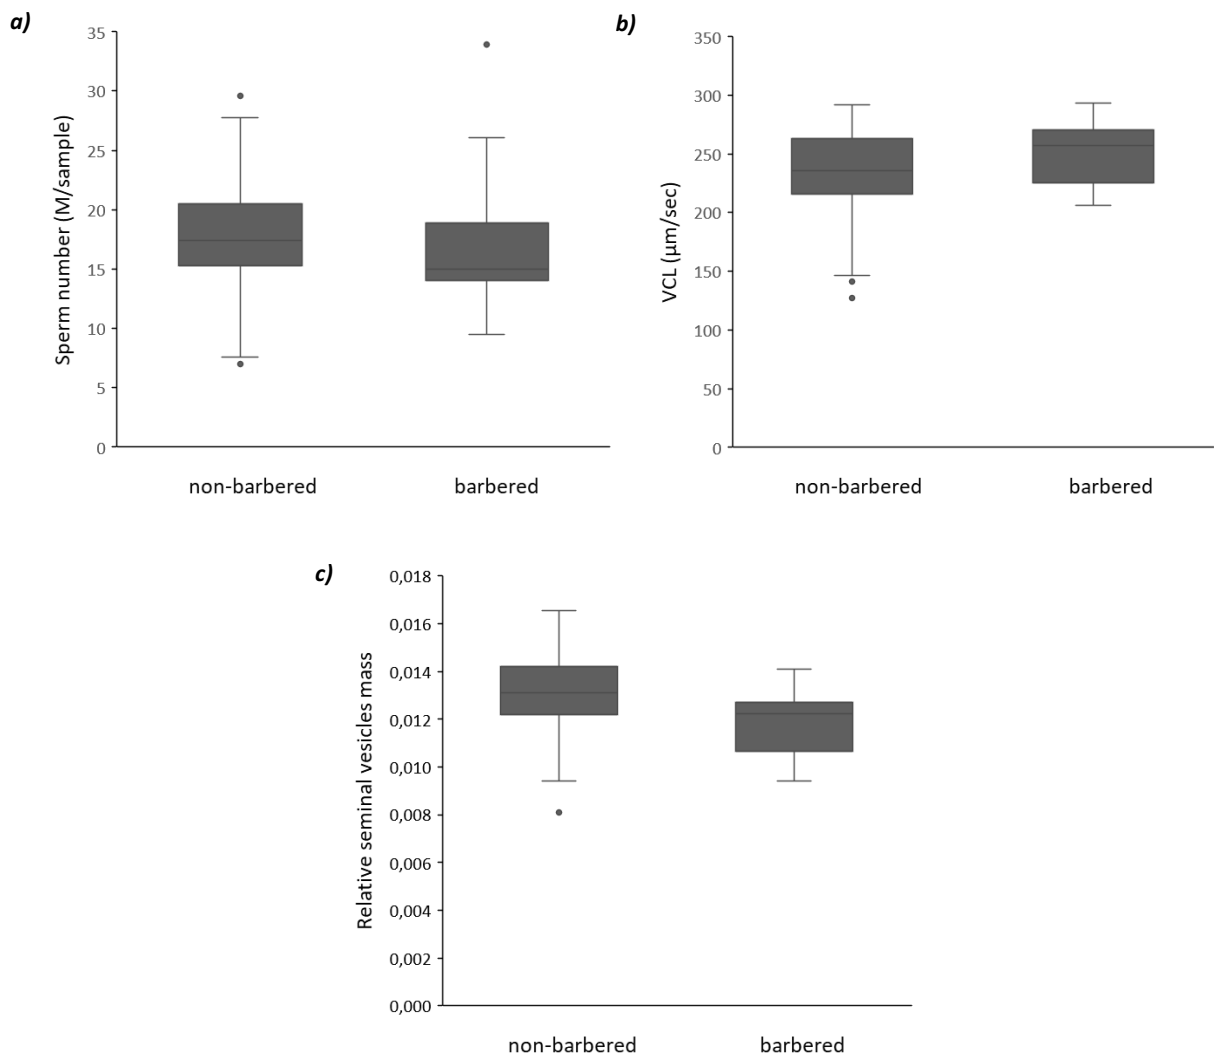 a)
Sperm number (M/sample)
35
30
25
20
15
10
5
0
non-barbered
barbered
b)
VCL (µm/sec)
350
300
250
200
150
100
50
0
non-barbered
barbered
c)
Relative seminal vesicles mass
0,018
0,016
0,014
0,012
0,010
0,008
0,006
0,004
0,002
0,000
non-barbered
barbered